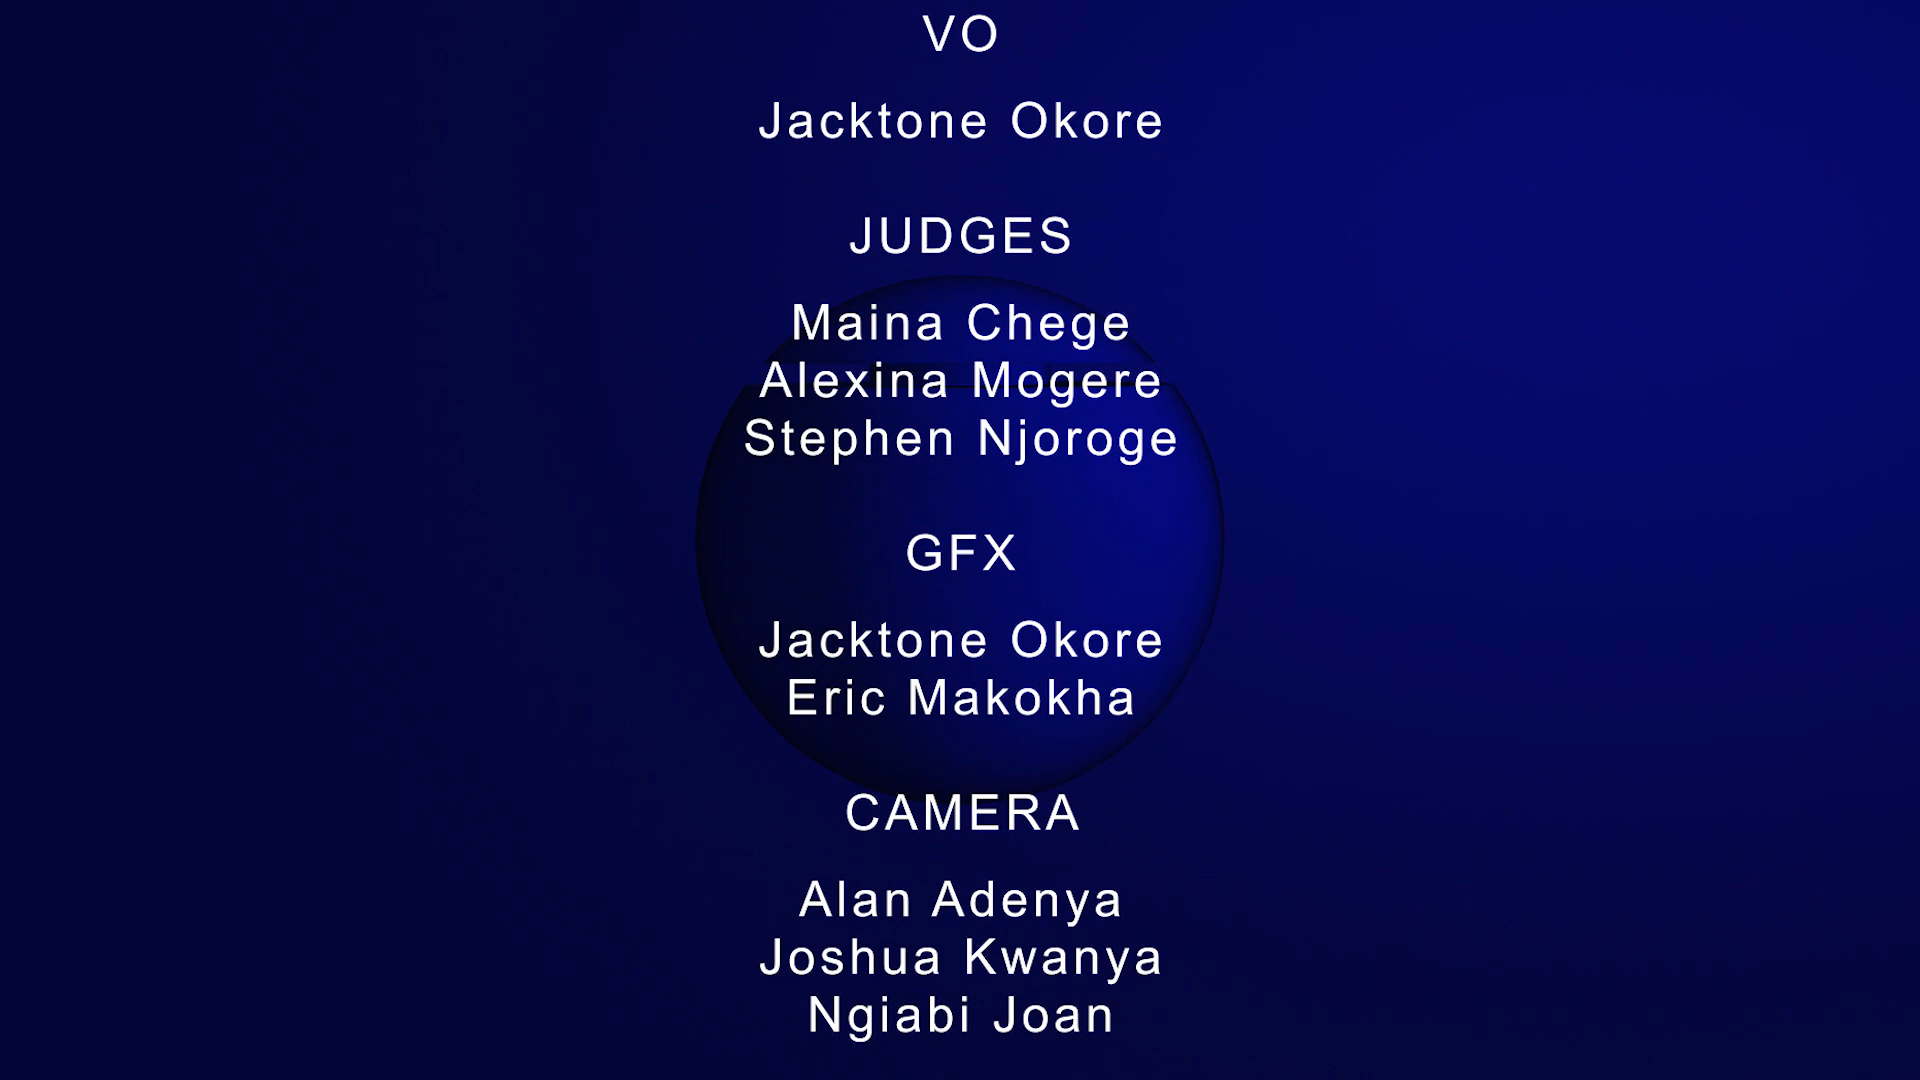 VO
Jacktone Okore
JUDGES
Maina Chege
Alexina Mogere
Stephen Njoroge
GFX
Jacktone Okore
Eric Makokha
CAMERA
Alan Adenya
Joshua Kwanya
Ngiabi Joan